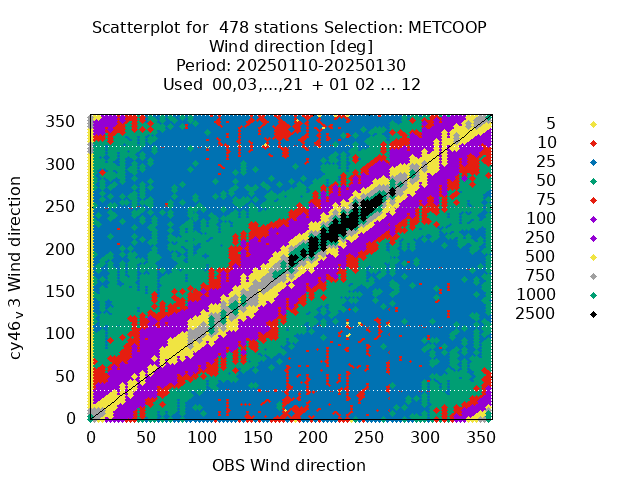 Scatterplot for 478 stations Selection: METCOOP
Wind direction [deg]
Period: 20250110-20250130
Used 00,03,...,21 + 01 02 ... 12
350
300
250
200
150
100
50
0
cy46v3 Wind direction
0 50 100 150 200 250 300 350
OBS Wind direction
5
10
25
50
75
100
250
500
750
1000
2500